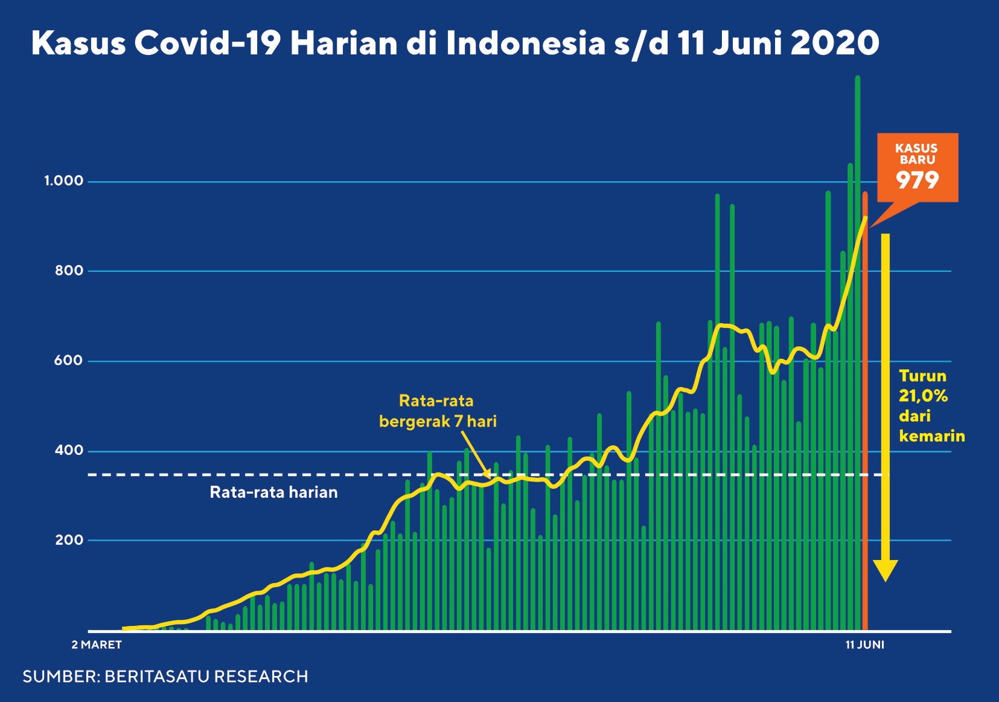 Kasus Covid-19 Harian di Indonesia s/d 11 Juni 2020
KASUS
BARU
979
1.000
800
600
400
200
Turun
21,0%
dari
kemarin
Rata-rata
bergerak 7 hari
Rata-rata harian
2 MARET
11 JUNI
SUMBER: BERITASATU RESEARCH